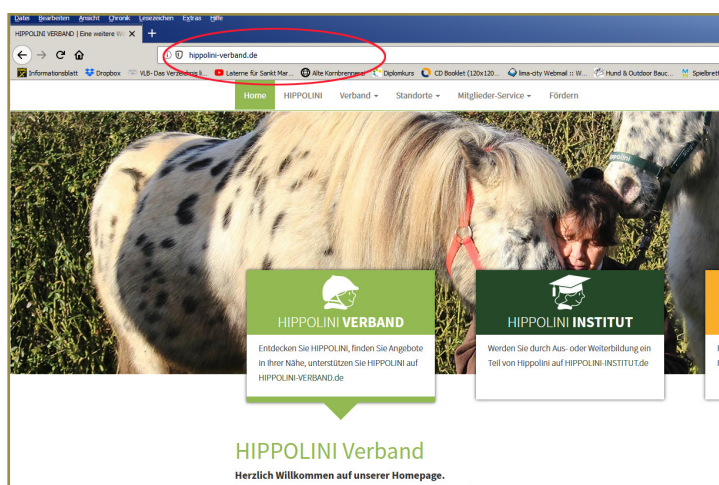 Datei Bearbeiten Ansicht Chronik Lesezeichen Extras Hilfe
HIPPOLINI VERBAND | Eine weitere
hippolini-verband.de
Informationsblatt Dropbox VLB- Das Verzeichnis li... Laterne für Sankt Mar... Alte Kornbrennerei Diplomkurs CD Booklet (120x120... lima-city Webmail :: W... Hund & Outdoor Bauc... Spielbrett
Home HIPPOLINI Verband Standorte Mitglieder-Service Fördern
HIPPOLINI VERBAND
Entdecken Sie HIPPOLINI, finden Sie Angebote
in Ihrer Nähe, unterstützen Sie HIPPOLINI auf
HIPPOLINI-VERBAND.de
HIPPOLINI INSTITUT
Werden Sie durch Aus- oder Weiterbildung ein
Teil von Hippolini auf HIPPOLINI-INSTITUT.de
HIPPOLINI Verband
Herzlich Willkommen auf unserer Homepage.